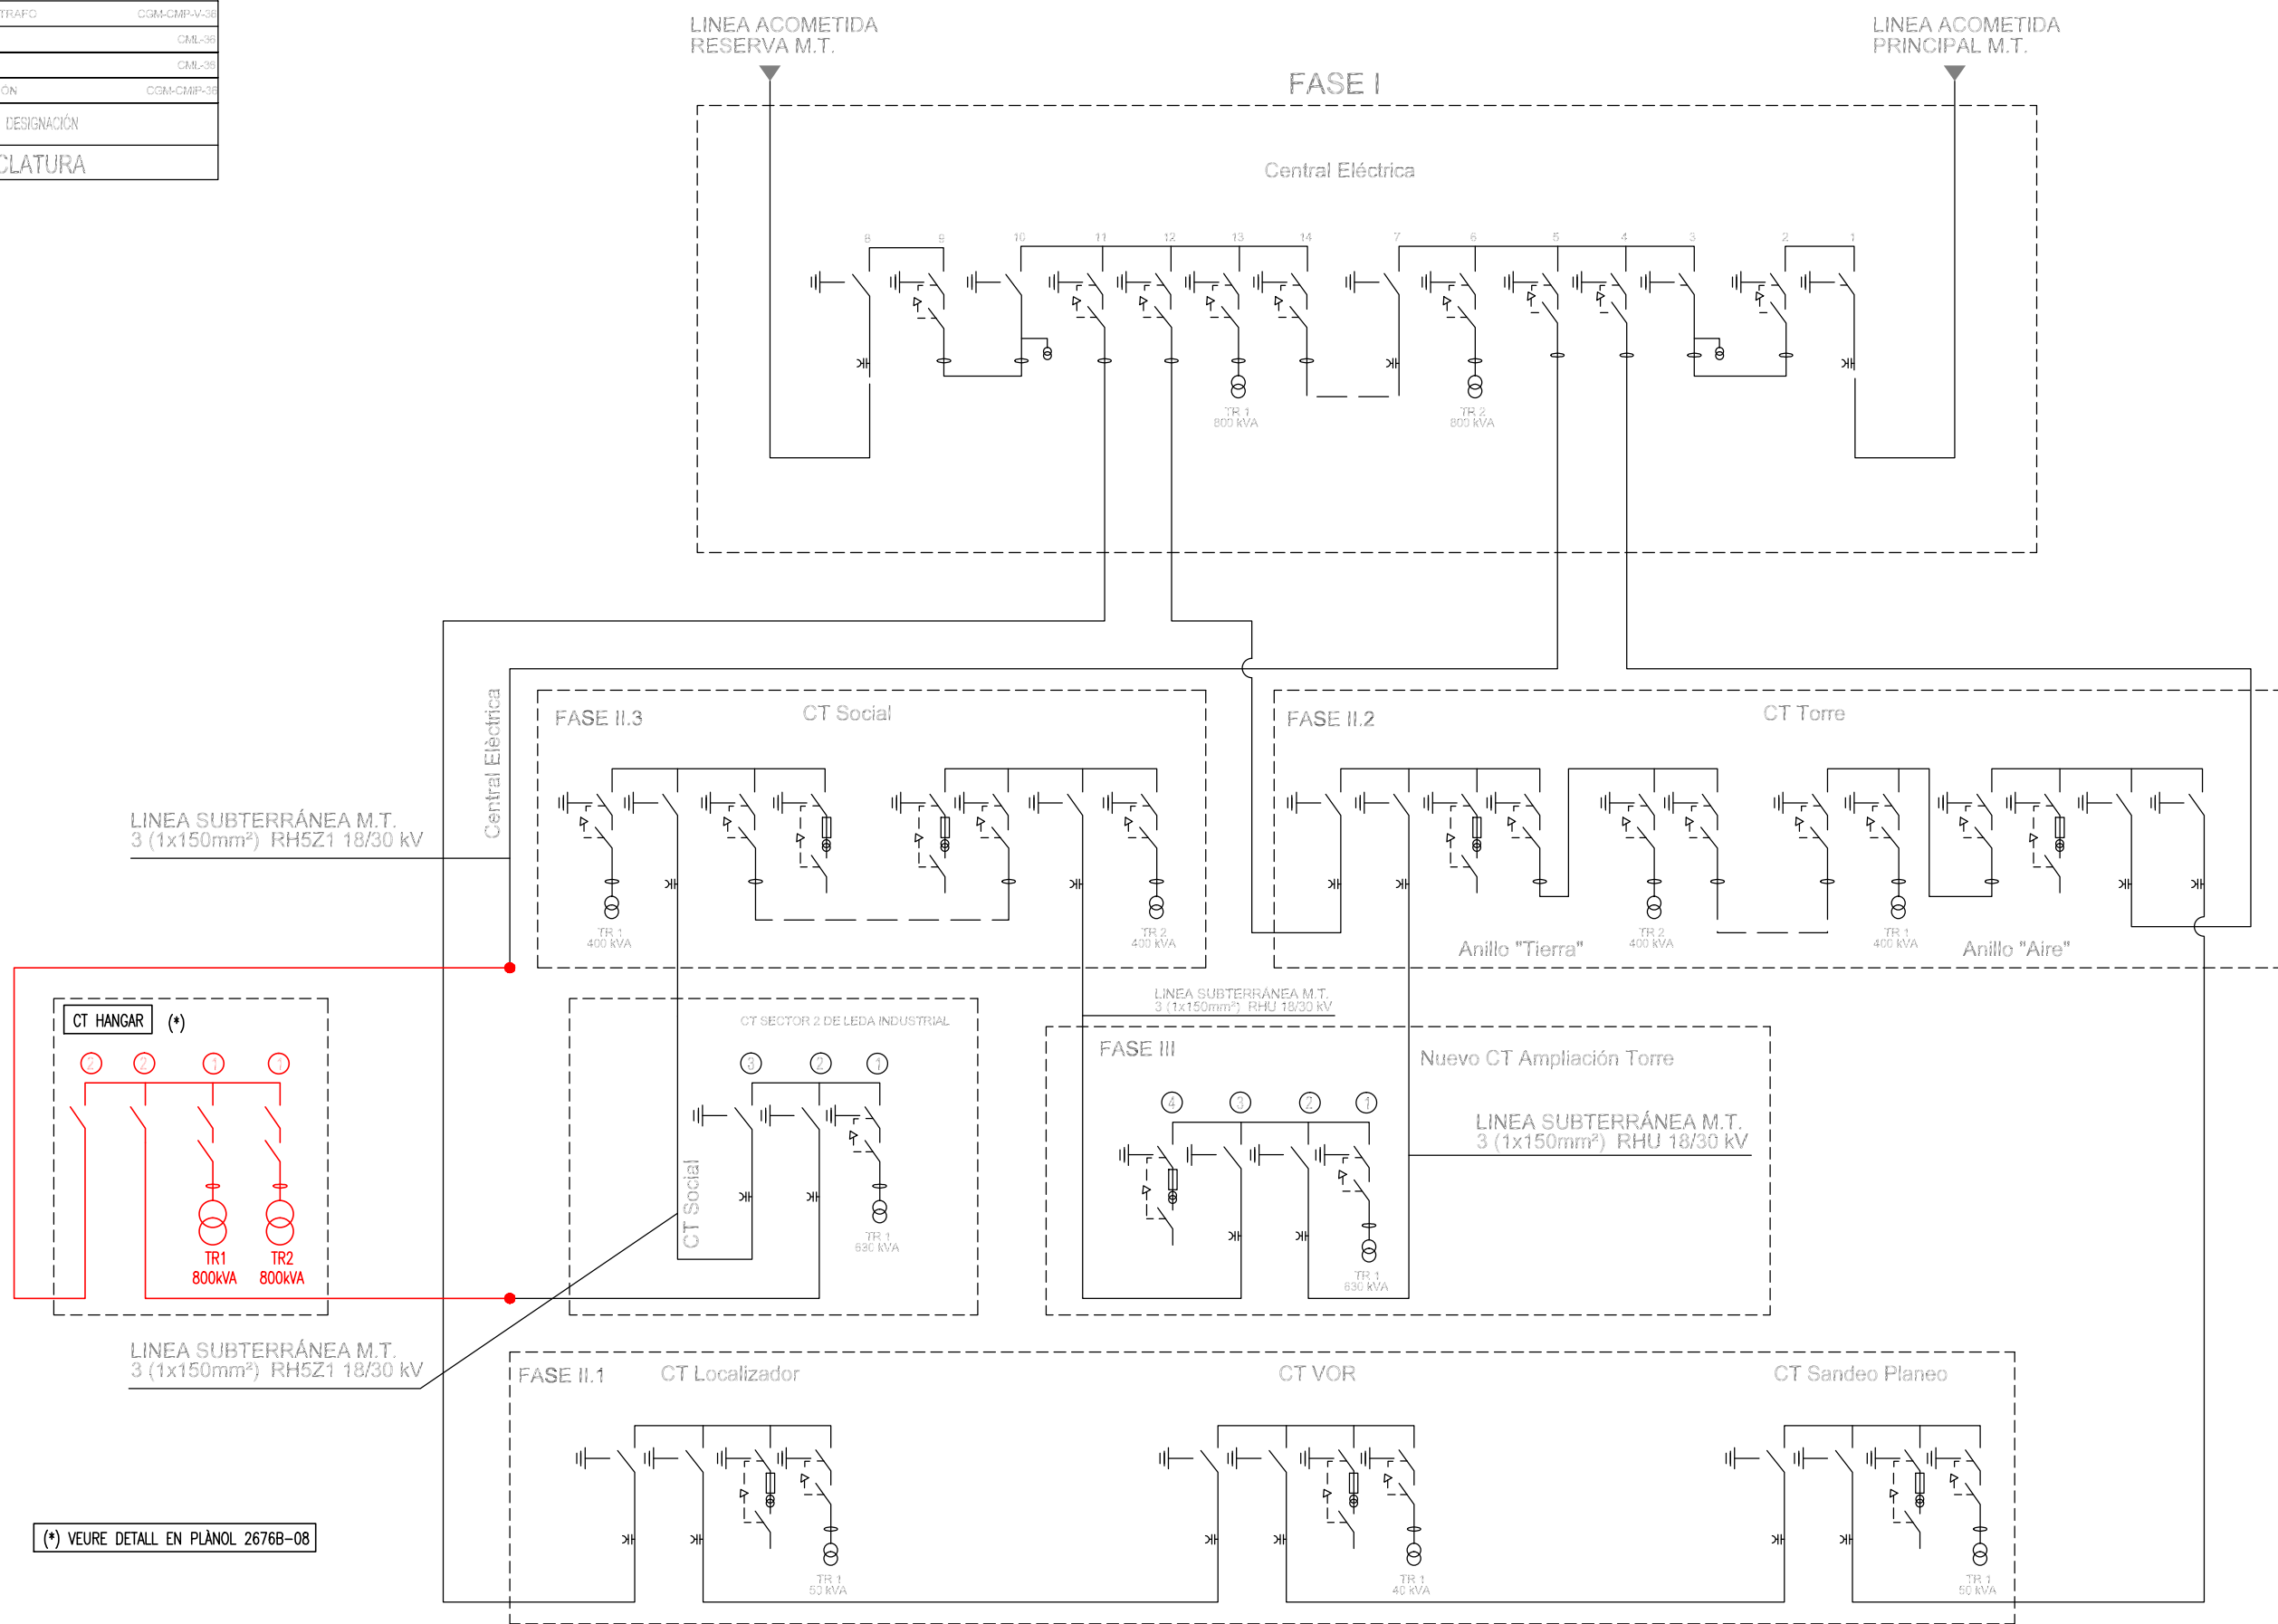 TRAFO CGM-CMP-V-36
CML-36
CML-36
ÓN CGM-CMIP-36
DESIGNACIÓN
CLATURA
LINEA ACOMETIDA
RESERVA M.T.
LINEA ACOMETIDA
PRINCIPAL M.T.
FASE I
Central Eléctrica
8 9 10 11 12 13 14 7 6 5 4 3 2 1
TR 1
800 kVA
TR 2
800 kVA
Central Elèctrica
LINEA SUBTERRÁNEA M.T.
3 (1x150mm²) RH5Z1 18/30 kV
FASE II.3
CT Social
TR 1
400 kVA
TR 2
400 kVA
FASE II.2
CT Torre
TR 2
400 kVA
TR 1
400 kVA
Anillo "Tierra"
Anillo "Aire"
CT HANGAR (*)
2 2 1 1
TR1
800kVA
TR2
800kVA
CT SECTOR 2 DE LEDA INDUSTRIAL
3 2 1
CT Social
TR 1
630 kVA
LINEA SUBTERRÁNEA M.T.
3 (1x150mm²) RHU 18/30 kV
FASE III
Nuevo CT Ampliación Torre
4 3 2 1
LINEA SUBTERRÁNEA M.T.
3 (1x150mm²) RHU 18/30 kV
TR 1
630 kVA
LINEA SUBTERRÁNEA M.T.
3 (1x150mm²) RH5Z1 18/30 kV
FASE II.1
CT Localizador
CT VOR
CT Sandeo Planeo
TR 1
50 kVA
TR 1
40 kVA
TR 1
50 kVA
(*) VEURE DETALL EN PLÀNOL 2676B-08